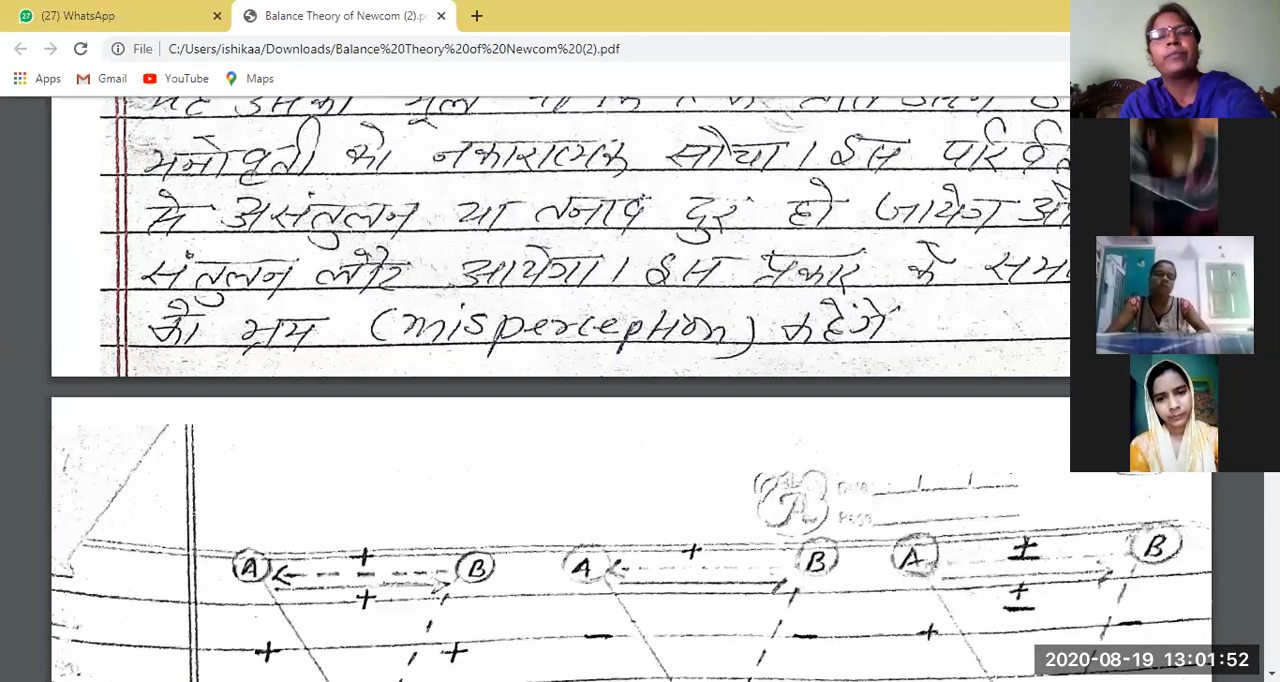 (27) WhatsApp
Balance Theory of Newcom (2).p
File C:/Users/ishikaa/Downloads/Balance%20Theory%20of%20Newcom%20(2).pdf
Apps Gmail YouTube Maps
मनोवृती को नकारात्मक सोचा। इस
मे असंतुलन या तनाव दुर हो जायेगा
संतुलन लौट आयेगा। इस प्रकार के
को भ्रम (misperception) कहेंगे
A + B A + B A ± B
+ ±
+ + - - + -
2020-08-19 13:01:52